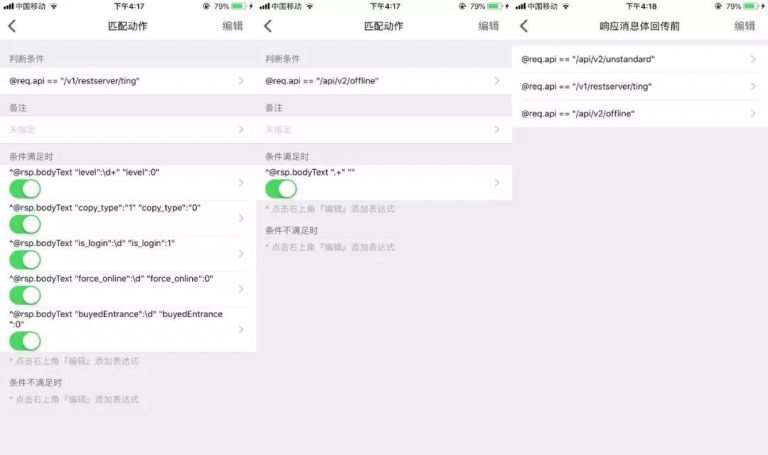 中国移动 下午4:17 79%
匹配动作 编辑
判断条件
@req.api == "/v1/restserver/ting"
备注
未指定
条件满足时
^@rsp.bodyText "level":\d+" "level":0"
^@rsp.bodyText "copy_type":"1" "copy_type":"0"
^@rsp.bodyText "is_login":\d" "is_login":1"
^@rsp.bodyText "force_online":\d" "force_online":0"
^@rsp.bodyText "buyedEntrance":\d" "buyedEntrance
":0"
* 点击右上角『编辑』添加表达式
条件不满足时
* 点击右上角『编辑』添加表达式
中国移动 下午4:17 79%
匹配动作 编辑
判断条件
@req.api == "/api/v2/offline"
备注
未指定
条件满足时
^@rsp.bodyText ".+" ""
* 点击右上角『编辑』添加表达式
条件不满足时
* 点击右上角『编辑』添加表达式
中国移动 下午4:18 79%
响应消息体回传前 编辑
@req.api == "/api/v2/unstandard"
@req.api == "/v1/restserver/ting"
@req.api == "/api/v2/offline"